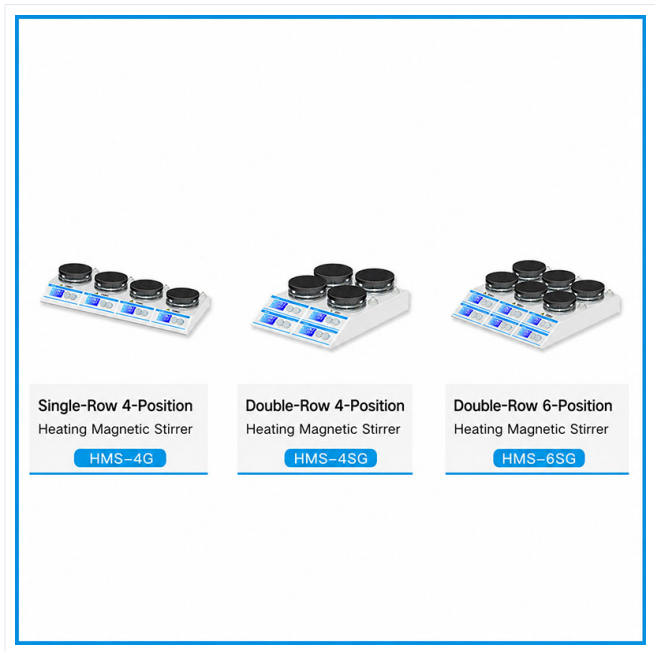 Single-Row 4-Position
Heating Magnetic Stirrer
HMS-4G
Double-Row 4-Position
Heating Magnetic Stirrer
HMS-4SG
Double-Row 6-Position
Heating Magnetic Stirrer
HMS-6SG